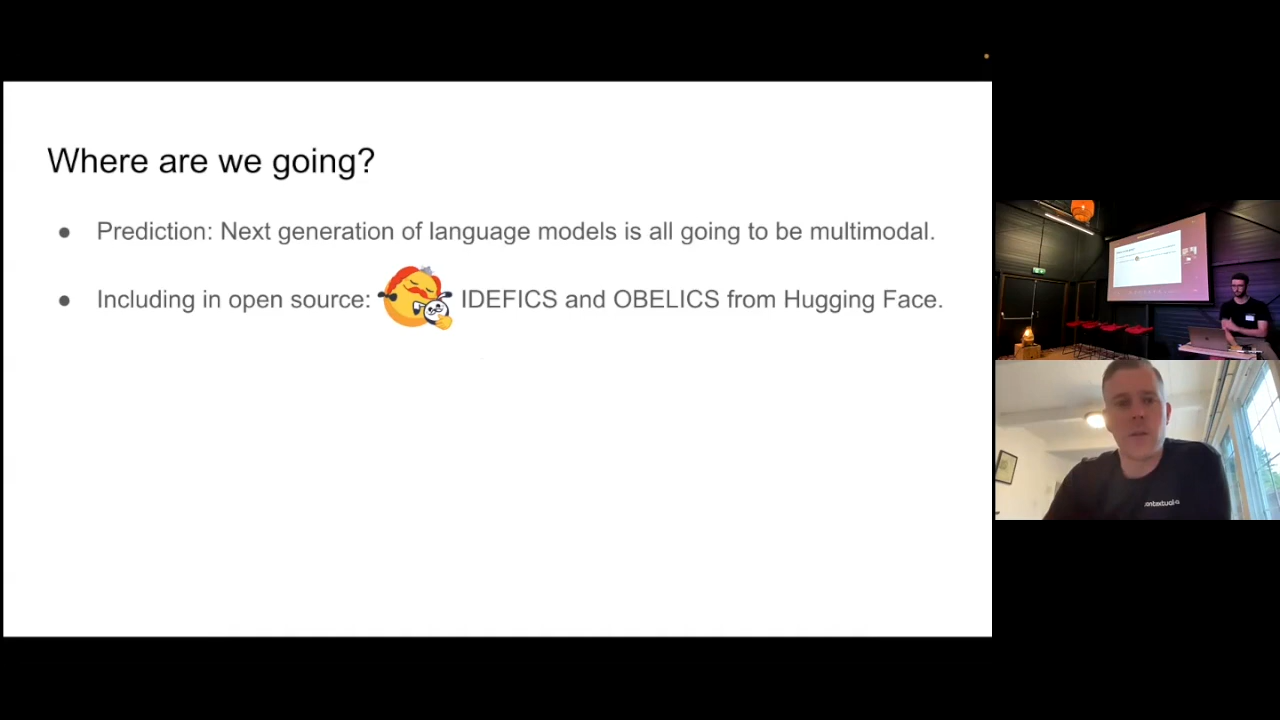 Where are we going?
● Prediction: Next generation of language models is all going to be multimodal.
● Including in open source: IDEFICS and OBELICS from Hugging Face.